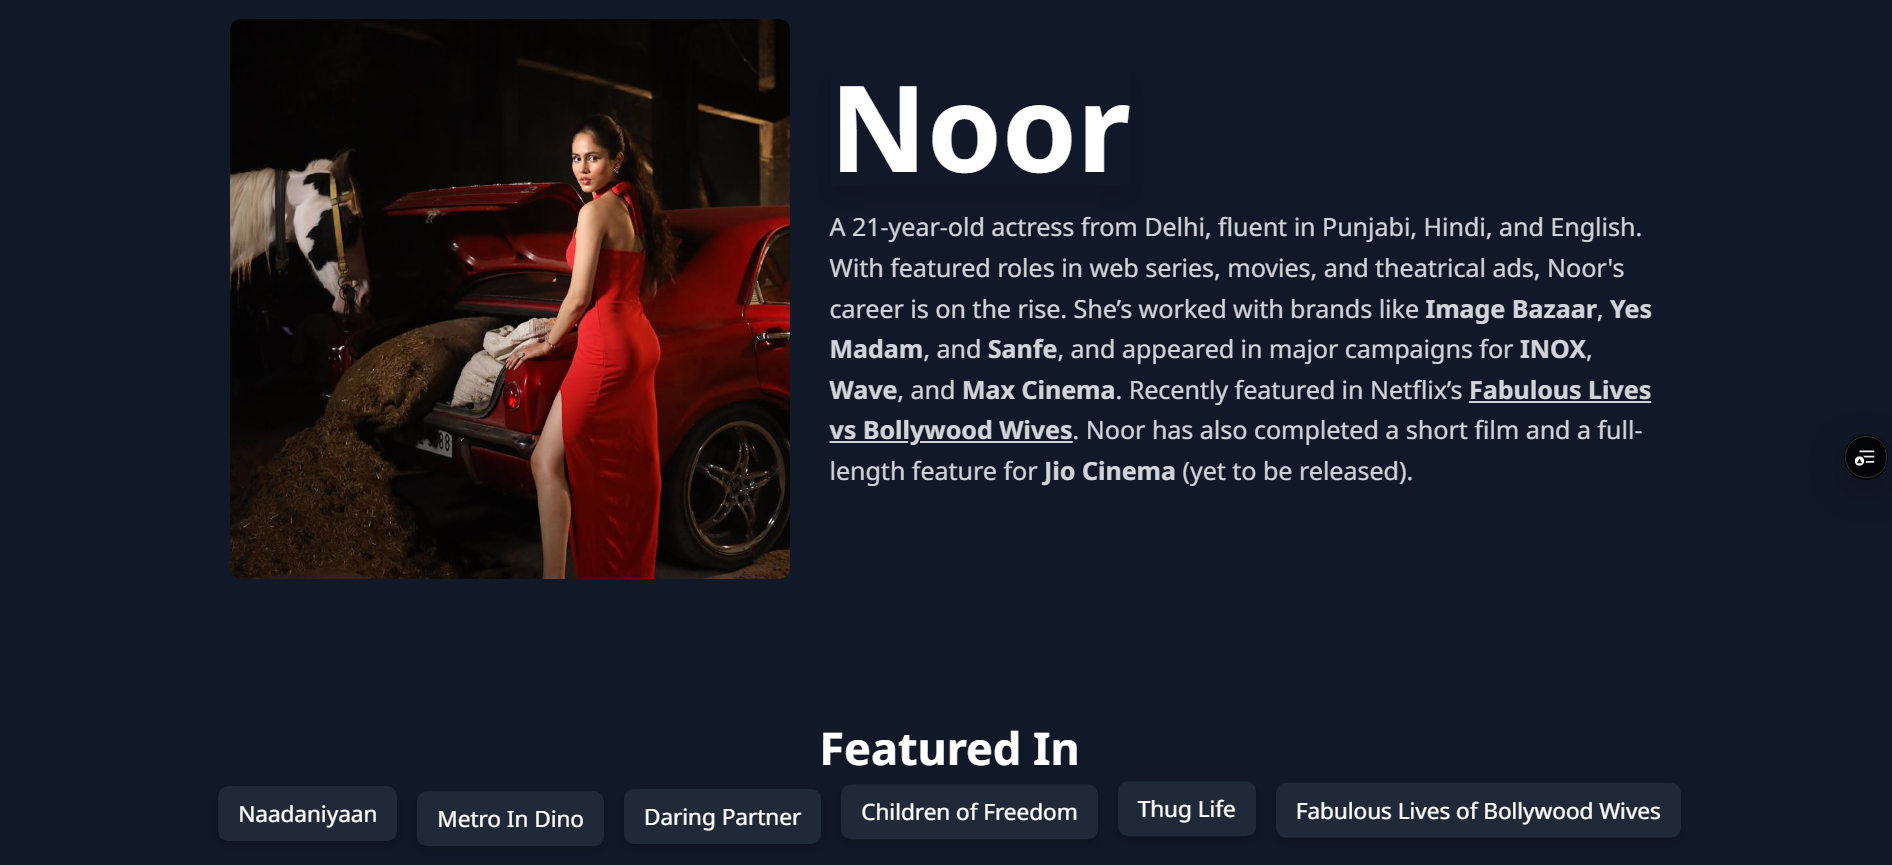 Noor
A 21-year-old actress from Delhi, fluent in Punjabi, Hindi, and English.
With featured roles in web series, movies, and theatrical ads, Noor's
career is on the rise. She’s worked with brands like Image Bazaar, Yes
Madam, and Sanfe, and appeared in major campaigns for INOX,
Wave, and Max Cinema. Recently featured in Netflix’s Fabulous Lives
vs Bollywood Wives. Noor has also completed a short film and a full-
length feature for Jio Cinema (yet to be released).
Featured In
Naadaniyaan
Metro In Dino
Daring Partner
Children of Freedom
Thug Life
Fabulous Lives of Bollywood Wives